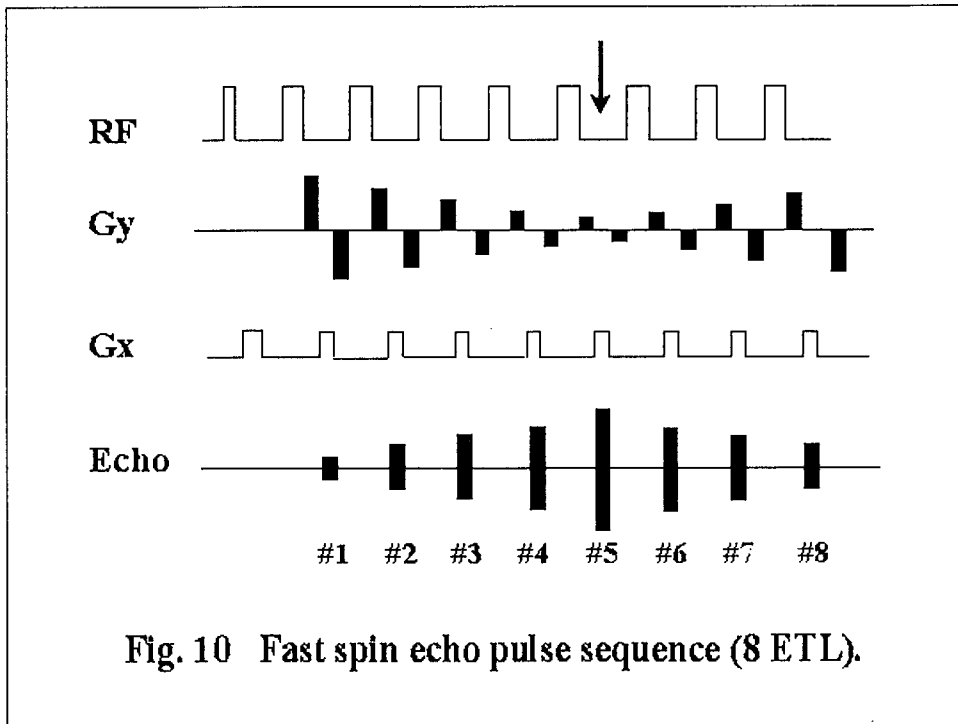 RF
Gy
Gx
Echo
#1 #2 #3 #4 #5 #6 #7 #8
Fig. 10 Fast spin echo pulse sequence (8 ETL).